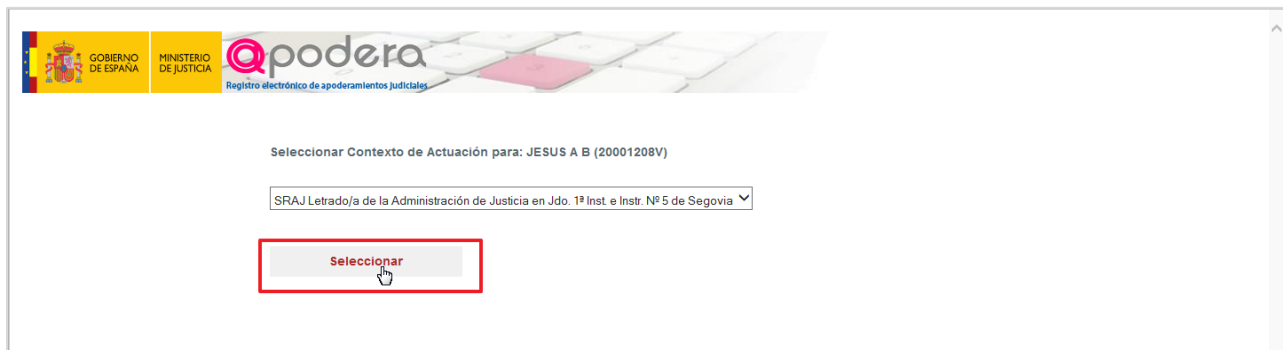 GOBIERNO
DE ESPAÑA
MINISTERIO
DE JUSTICIA
@podera
Registro electrónico de apoderamientos judiciales
Seleccionar Contexto de Actuación para: JESUS A B (20001208V)
SRAJ Letrado/a de la Administración de Justicia en Jdo. 1ª Inst. e Instr. Nº 5 de Segovia
Seleccionar